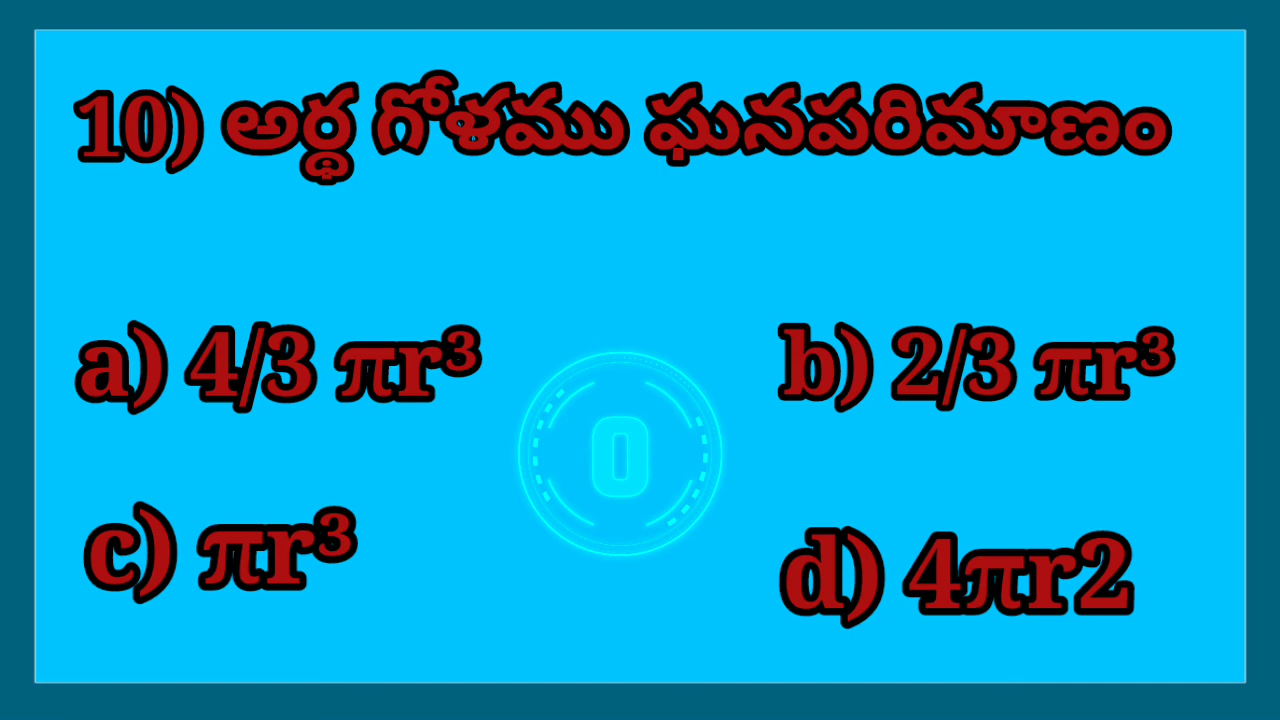 10) అర్ధ గోళము ఘనపరిమాణం
a) 4/3 πr³
b) 2/3 πr³
0
c) πr³
d) 4πr2